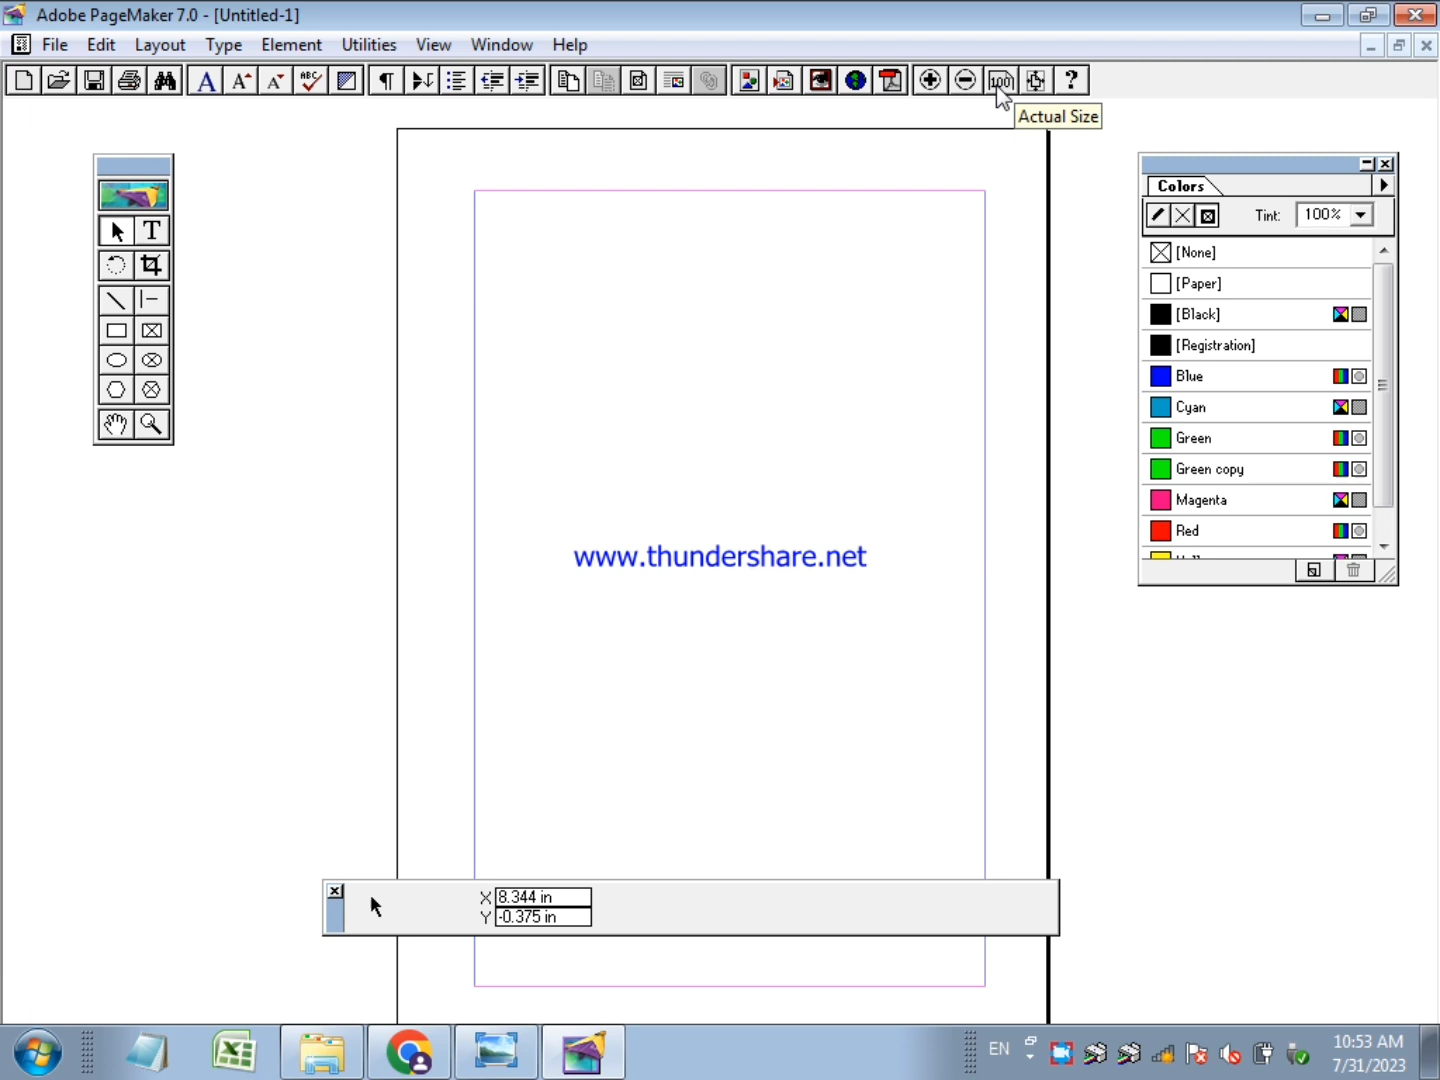 Adobe PageMaker 7.0 - [Untitled-1]
File Edit Layout Type Element Utilities View Window Help
A A A ABC ¶ 100 ?
Actual Size
Colors
T
Tint: 100%
[None]
[Paper]
[Black]
[Registration]
Blue
Cyan
Green
Green copy
Magenta
Red
www.thundershare.net
X 8.344 in
Y -0.375 in
EN
10:53 AM
7/31/2023